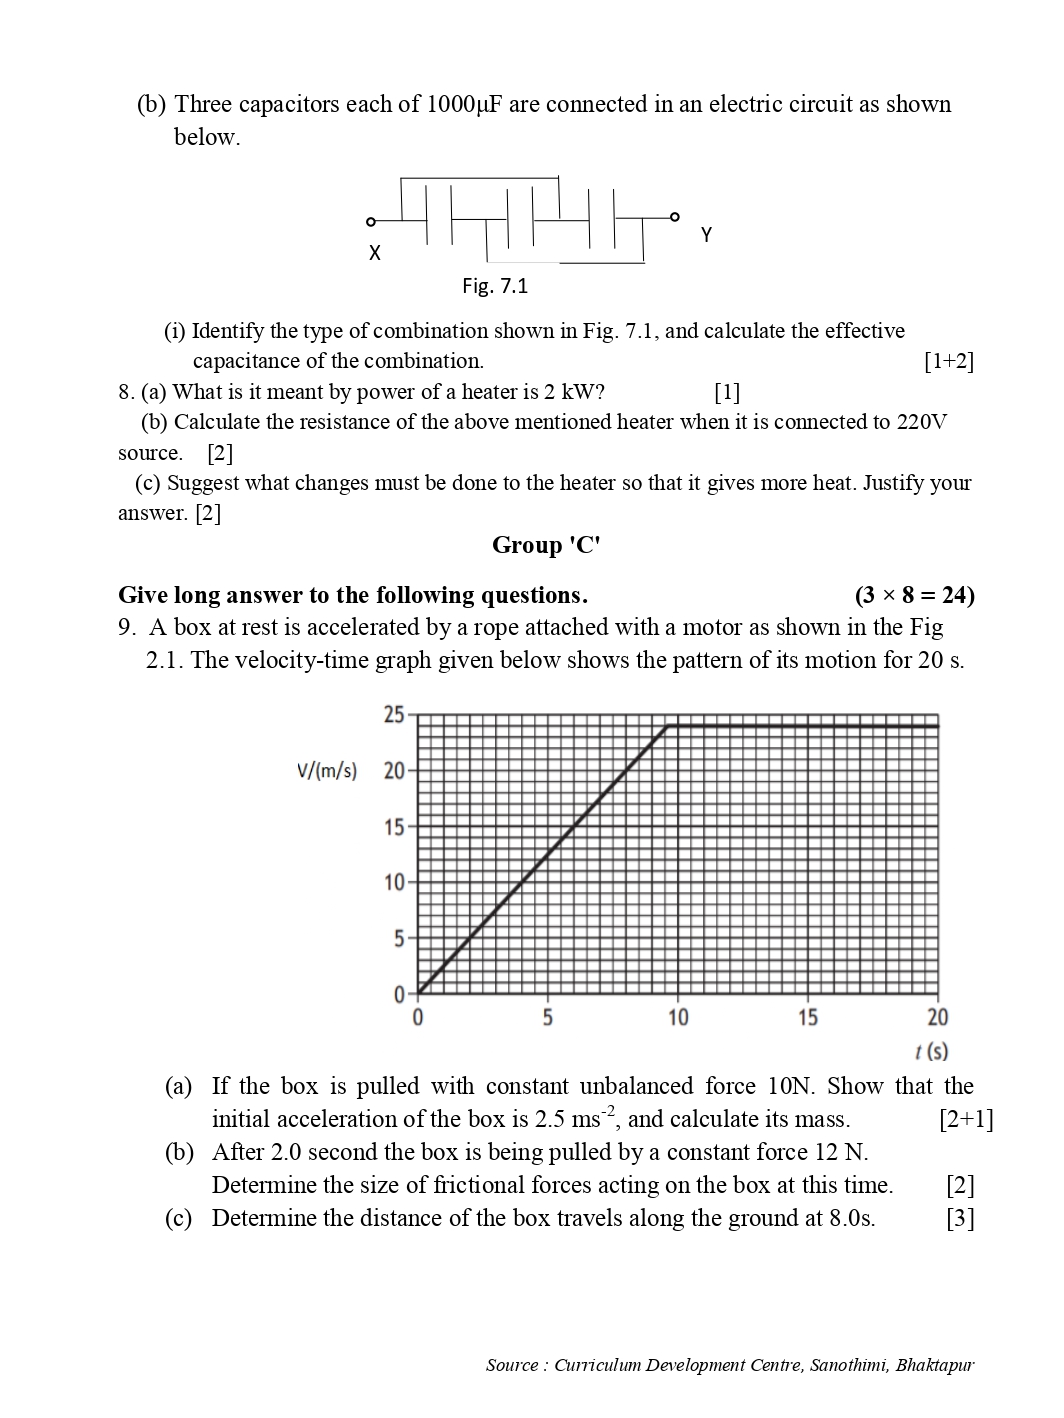 (b) Three capacitors each of 1000µF are connected in an electric circuit as shown
below.
X
Y
Fig. 7.1
(i) Identify the type of combination shown in Fig. 7.1, and calculate the effective
capacitance of the combination. [1+2]
8. (a) What is it meant by power of a heater is 2 kW? [1]
(b) Calculate the resistance of the above mentioned heater when it is connected to 220V
source. [2]
(c) Suggest what changes must be done to the heater so that it gives more heat. Justify your
answer. [2]
Group 'C'
Give long answer to the following questions. (3 × 8 = 24)
9. A box at rest is accelerated by a rope attached with a motor as shown in the Fig
2.1. The velocity-time graph given below shows the pattern of its motion for 20 s.
25
V/(m/s) 20
15
10
5
0
0 5 10 15 20
t (s)
(a) If the box is pulled with constant unbalanced force 10N. Show that the
initial acceleration of the box is 2.5 ms-2, and calculate its mass. [2+1]
(b) After 2.0 second the box is being pulled by a constant force 12 N.
Determine the size of frictional forces acting on the box at this time. [2]
(c) Determine the distance of the box travels along the ground at 8.0s. [3]
Source : Curriculum Development Centre, Sanothimi, Bhaktapur